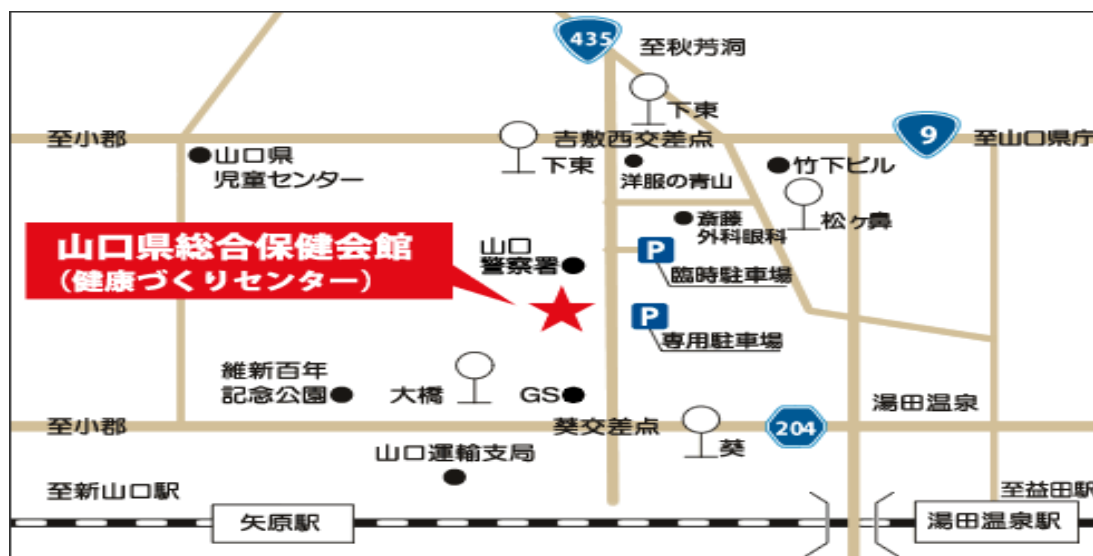 435
至秋芳洞
下東
至小郡
吉敷西交差点
9
至山口県庁
山口県
児童センター
下東
洋服の青山
竹下ビル
斎藤
外科眼科
松ヶ鼻
山口県総合保健会館
(健康づくりセンター)
山口
警察署
P
臨時駐車場
P
専用駐車場
維新百年
記念公園
大橋
GS
湯田温泉
至小郡
葵交差点
204
葵
山口運輸支局
至新山口駅
至益田駅
矢原駅
湯田温泉駅